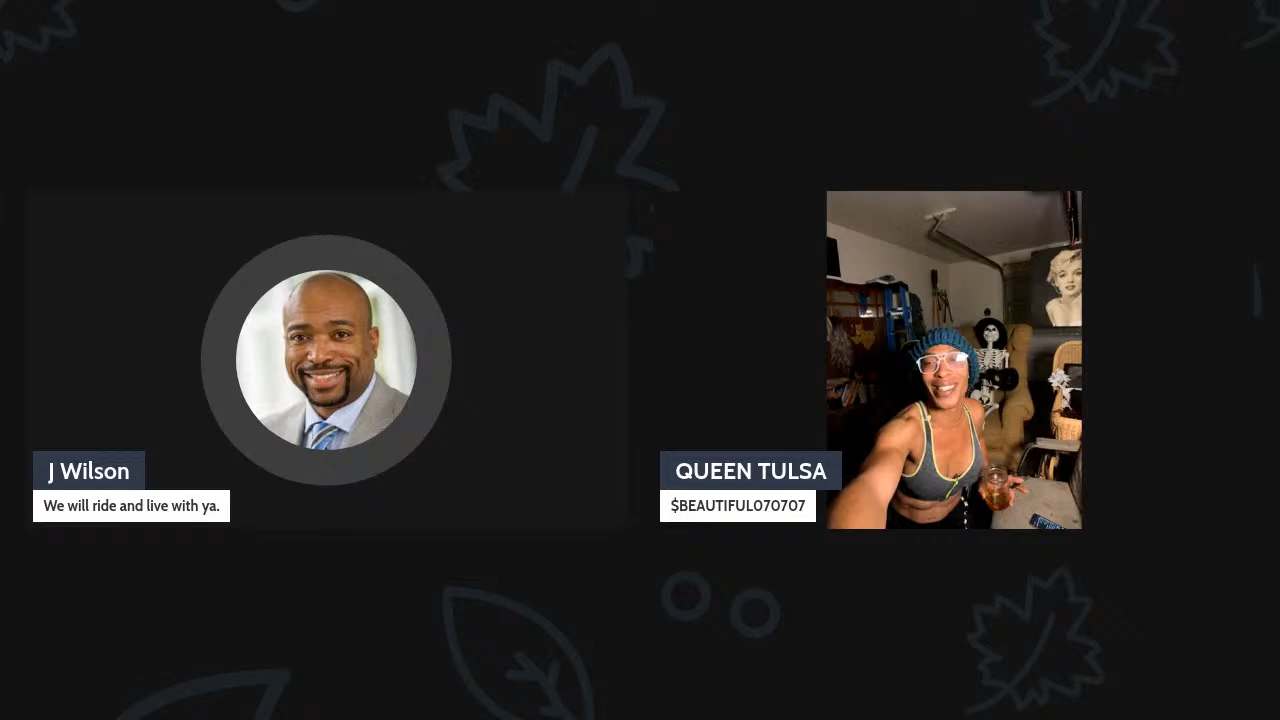 J Wilson
We will ride and live with ya.
QUEEN TULSA
$BEAUTIFUL070707